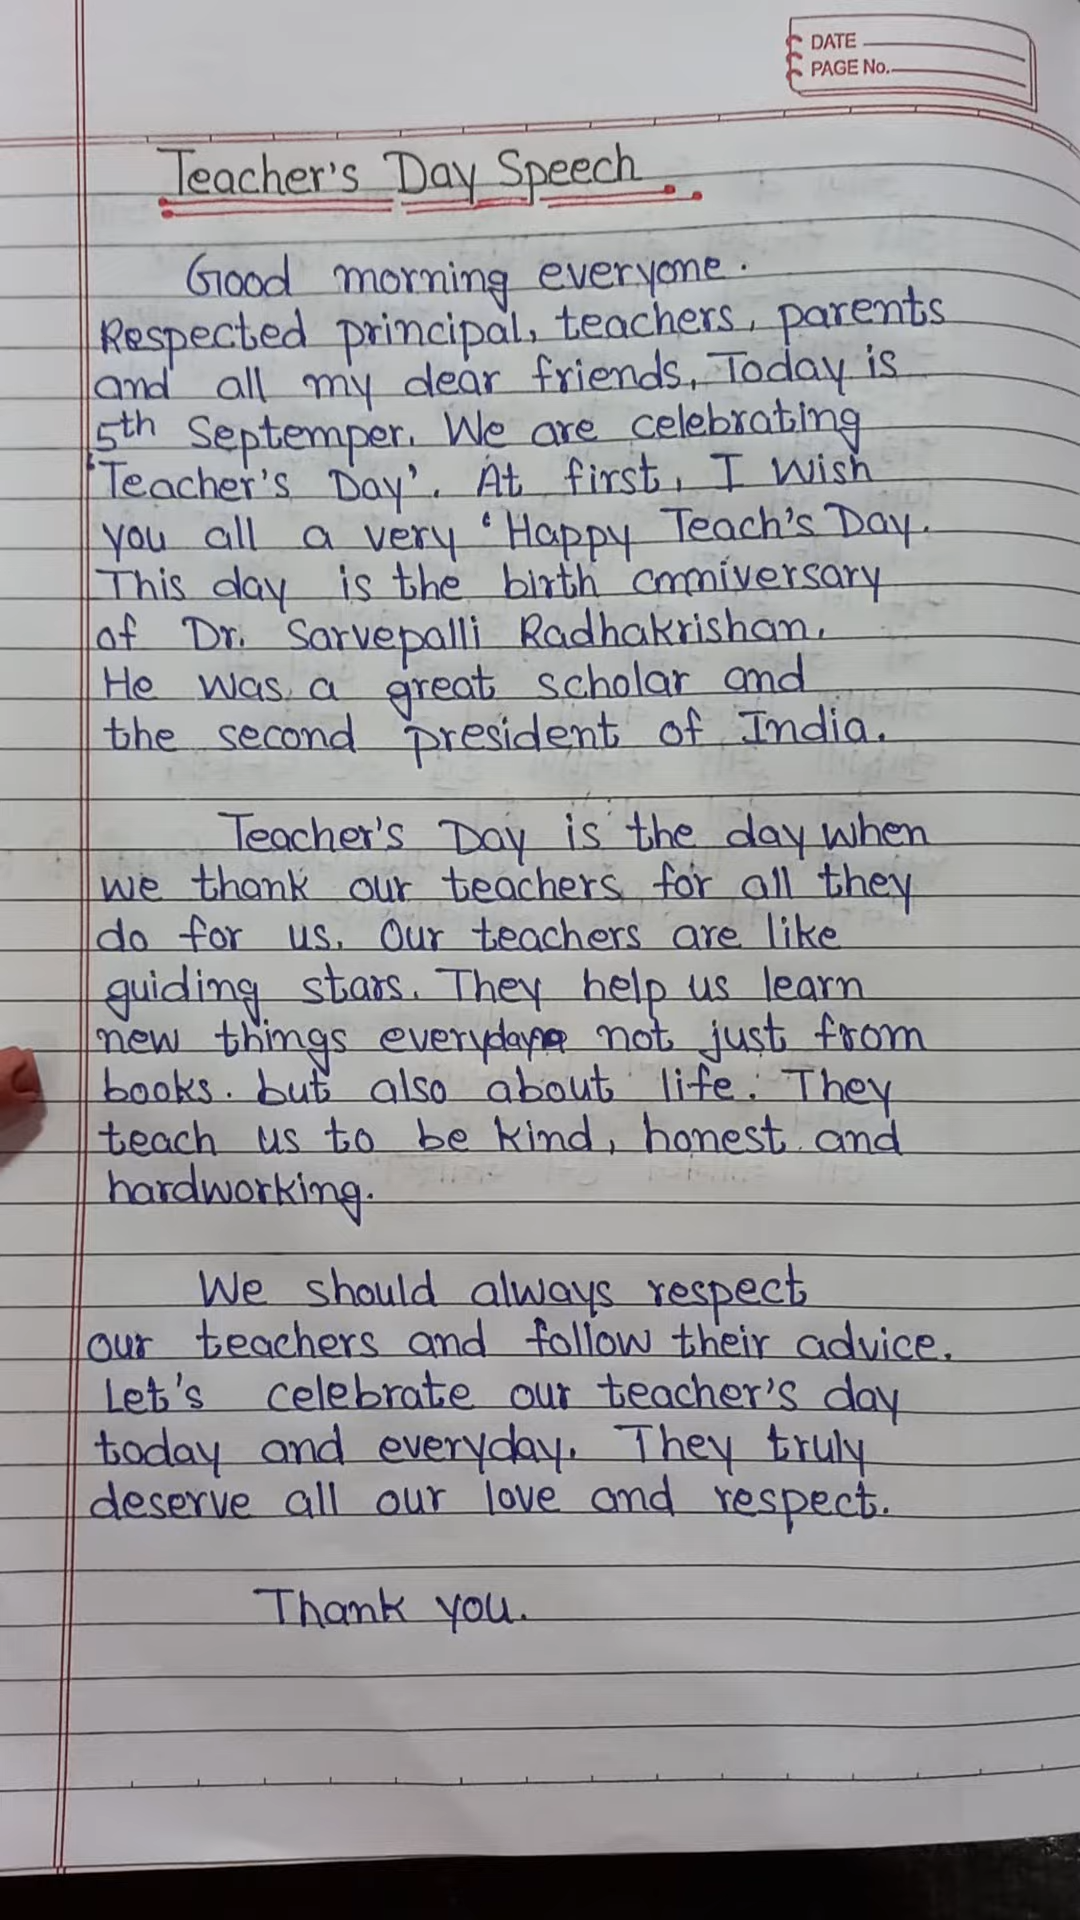 DATE
PAGE No.
Teacher's Day Speech
Good morning everyone.
Respected principal, teachers, parents
and all my dear friends, Today is
5th Septemper. We are celebrating
'Teacher's Day'. At first, I wish
you all a very 'Happy Teach's Day.
This day is the birth anniversary
of Dr. Sarvepalli Radhakrishan.
He was a great scholar and
the second president of India.
Teacher's Day is the day when
we thank our teachers for all they
do for us. Our teachers are like
guiding stars. They help us learn
new things everyday not just from
books. but also about life. They
teach us to be kind, honest and
hardworking.
We should always respect
our teachers and follow their advice.
Let's celebrate our teacher's day
today and everyday. They truly
deserve all our love and respect.
Thank you.